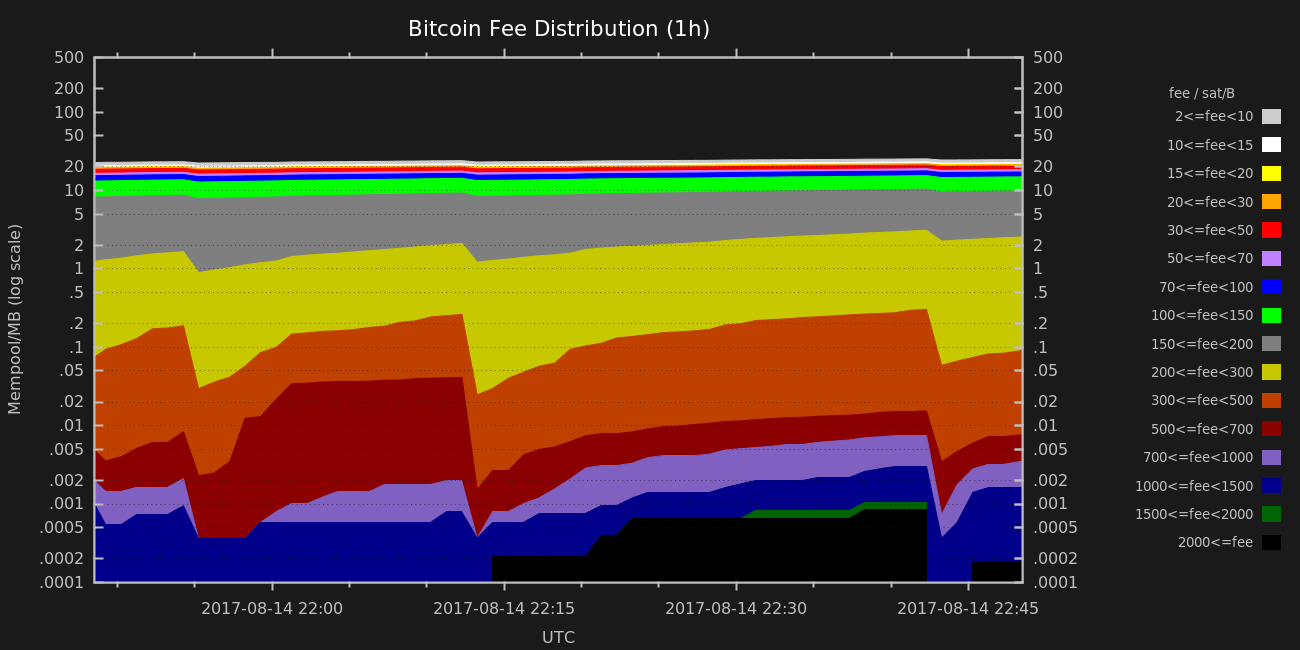 Bitcoin Fee Distribution (1h)
500
200
100
50
20
10
5
2
1
.5
.2
.1
.05
.02
.01
.005
.002
.001
.0005
.0002
.0001
Mempool/MB (log scale)
500
200
100
50
20
10
5
2
1
.5
.2
.1
.05
.02
.01
.005
.002
.001
.0005
.0002
.0001
2017-08-14 22:00
2017-08-14 22:15
2017-08-14 22:30
2017-08-14 22:45
UTC
fee / sat/B
2<=fee<10
10<=fee<15
15<=fee<20
20<=fee<30
30<=fee<50
50<=fee<70
70<=fee<100
100<=fee<150
150<=fee<200
200<=fee<300
300<=fee<500
500<=fee<700
700<=fee<1000
1000<=fee<1500
1500<=fee<2000
2000<=fee